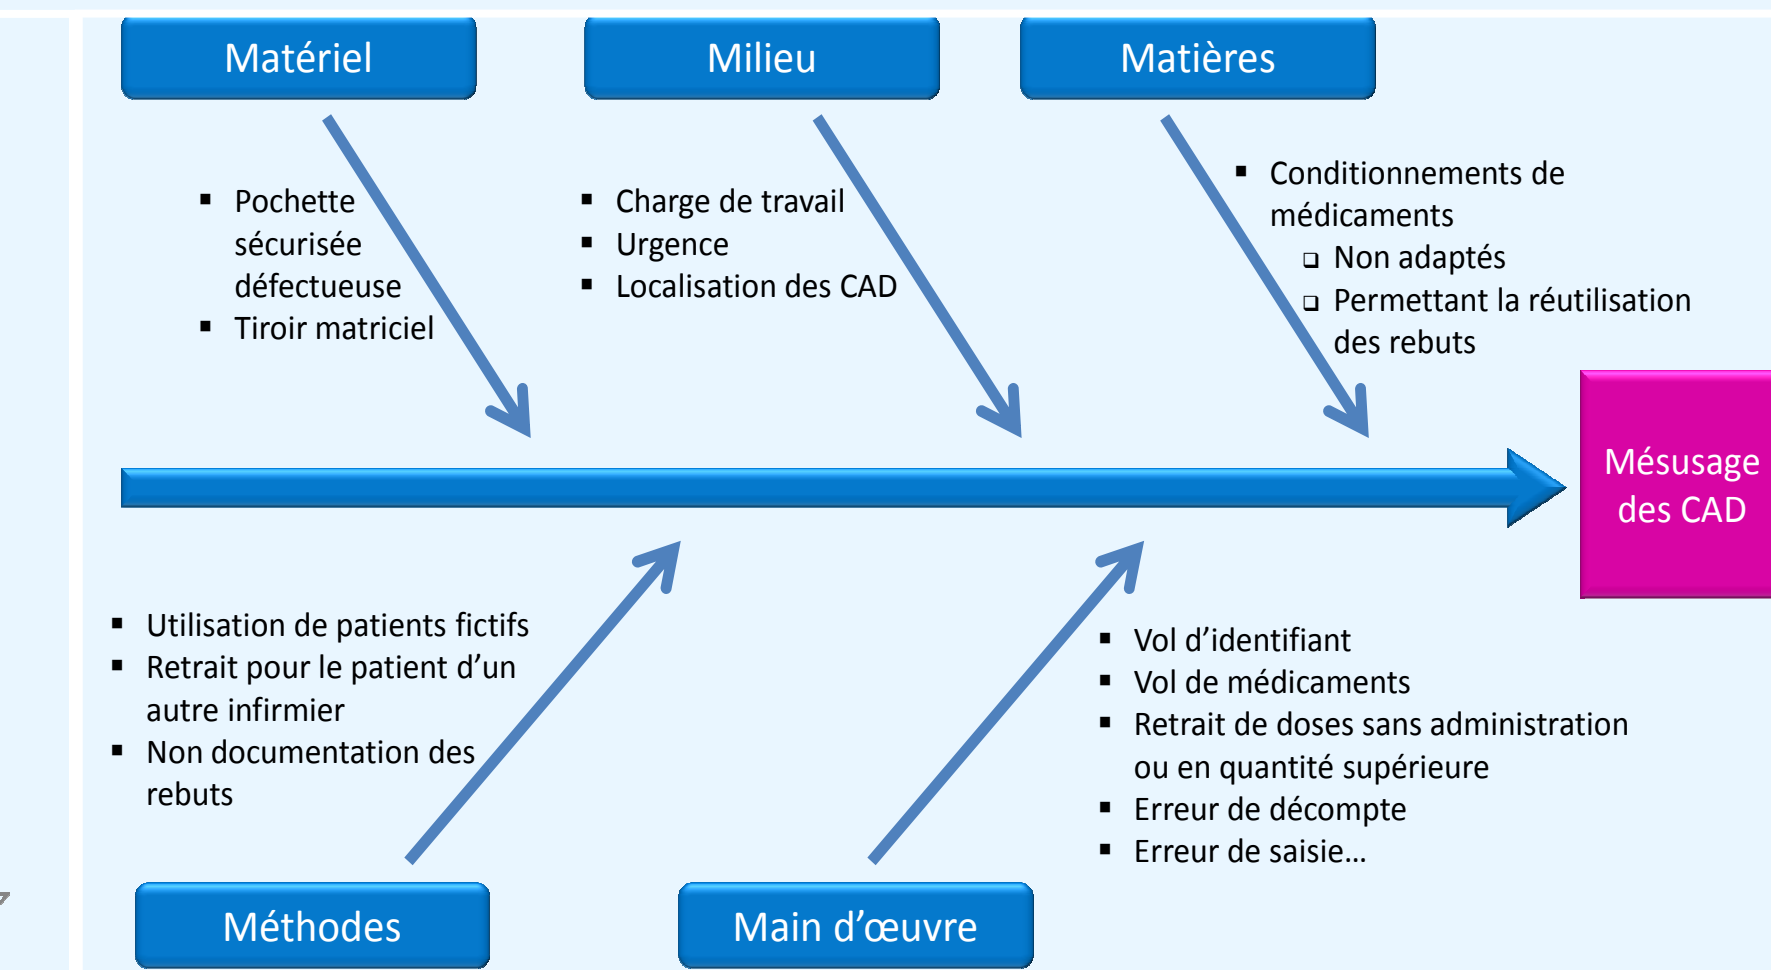 Matériel
Milieu
Matières
Pochette
sécurisée
défectueuse
Tiroir matriciel
Charge de travail
Urgence
Localisation des CAD
Conditionnements de
médicaments
Non adaptés
Permettant la réutilisation
des rebuts
Mésusage
des CAD
Utilisation de patients fictifs
Retrait pour le patient d’un
autre infirmier
Non documentation des
rebuts
Vol d’identifiant
Vol de médicaments
Retrait de doses sans administration
ou en quantité supérieure
Erreur de décompte
Erreur de saisie…
Méthodes
Main d’œuvre